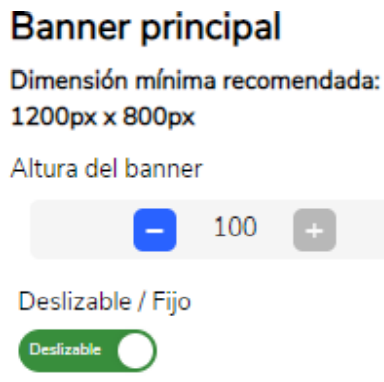 Banner principal
Dimensión mínima recomendada:
1200px x 800px
Altura del banner
− 100 +
Deslizable / Fijo
Deslizable